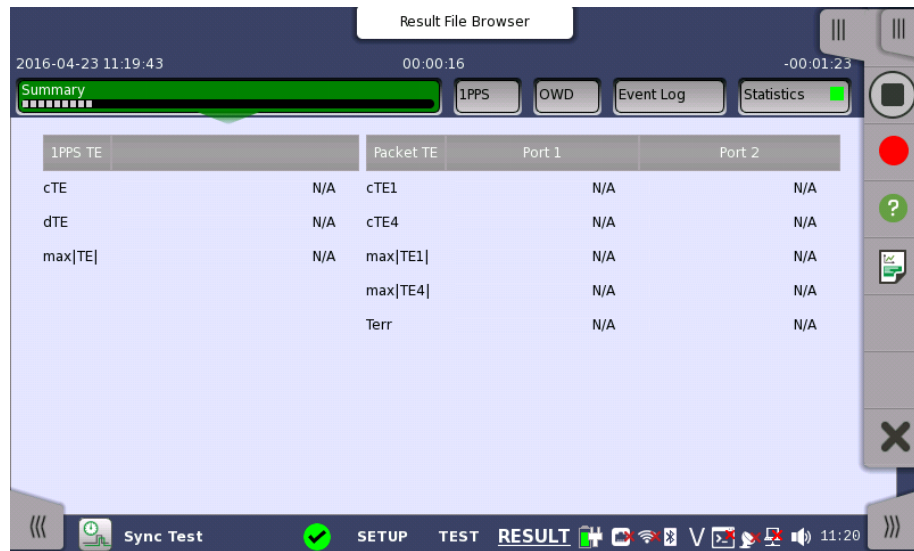 Result File Browser
2016-04-23 11:19:43 00:00:16 -00:01:23
Summary 1PPS OWD Event Log Statistics
1PPS TE Packet TE Port 1 Port 2
cTE N/A cTE1 N/A N/A
dTE N/A cTE4 N/A N/A
max|TE| N/A max|TE1| N/A N/A
max|TE4| N/A N/A
Terr N/A N/A
Sync Test SETUP TEST RESULT V 11:20